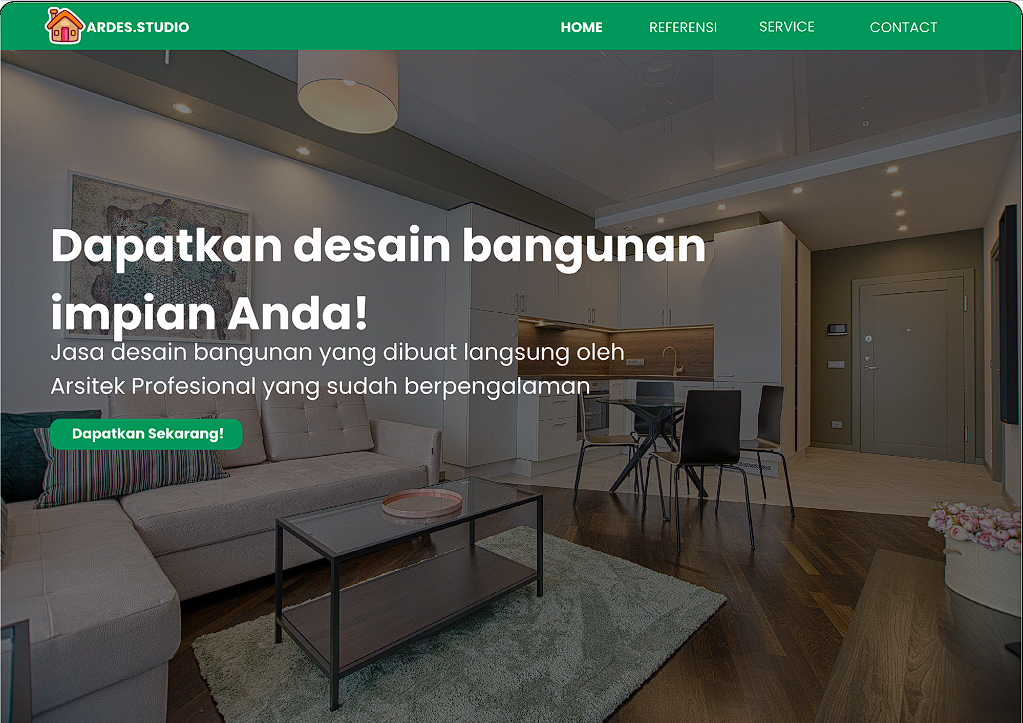 ARDES.STUDIO
HOME REFERENSI SERVICE CONTACT
Dapatkan desain bangunan
impian Anda!
Jasa desain bangunan yang dibuat langsung oleh
Arsitek Profesional yang sudah berpengalaman
Dapatkan Sekarang!